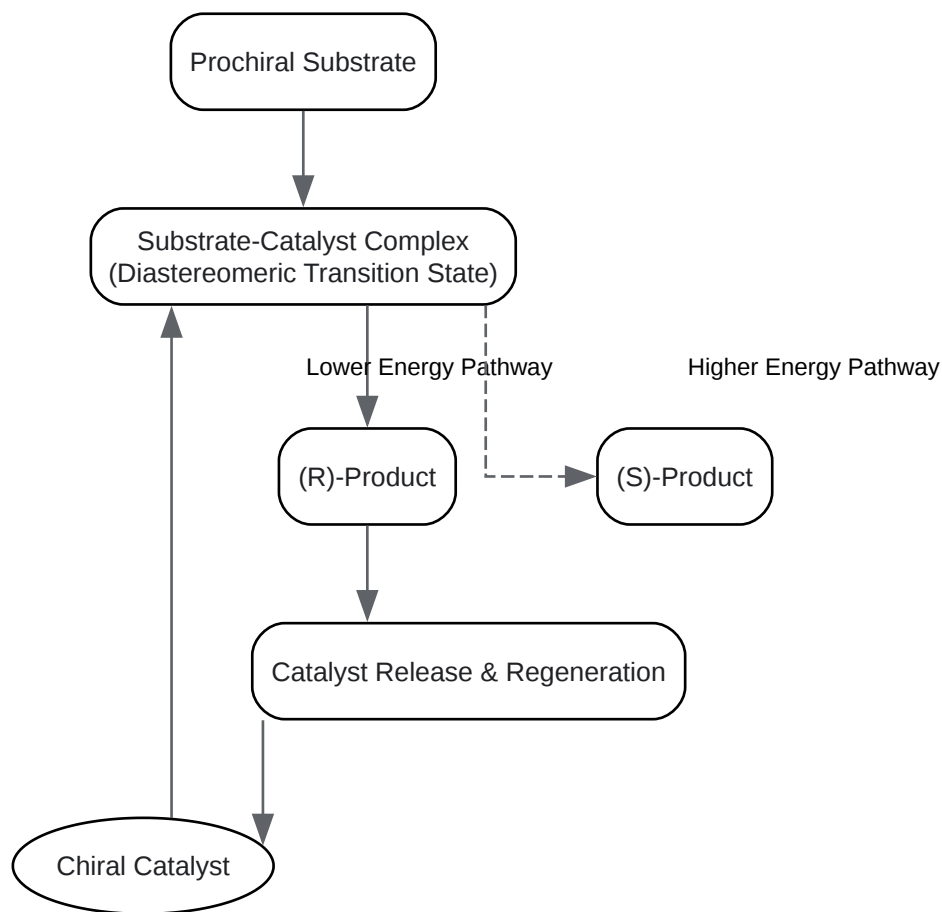 Prochiral Substrate
Substrate-Catalyst Complex
(Diastereomeric Transition State)
Lower Energy Pathway
Higher Energy Pathway
(R)-Product
(S)-Product
Catalyst Release & Regeneration
Chiral Catalyst